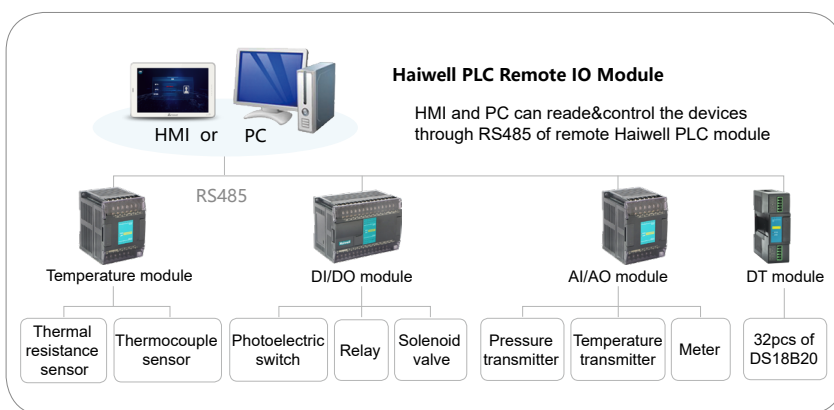 Haiwell PLC Remote IO Module
HMI and PC can reade&control the devices
through RS485 of remote Haiwell PLC module
HMI or PC
RS485
Temperature module
DI/DO module
AI/AO module
DT module
Thermal
resistance
sensor
Thermocouple
sensor
Photoelectric
switch
Relay
Solenoid
valve
Pressure
transmitter
Temperature
transmitter
Meter
32pcs of
DS18B20